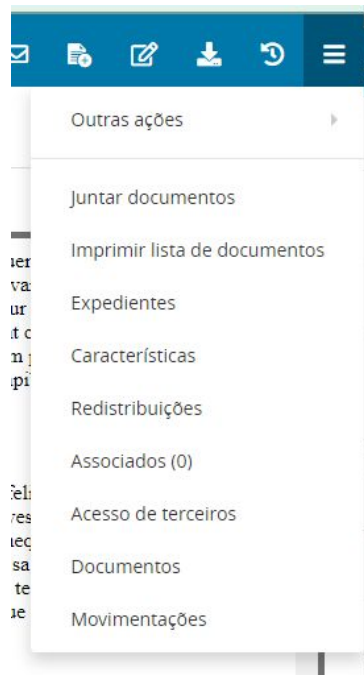 Outras ações
Juntar documentos
Imprimir lista de documentos
Expedientes
Características
Redistribuições
Associados (0)
Acesso de terceiros
Documentos
Movimentações